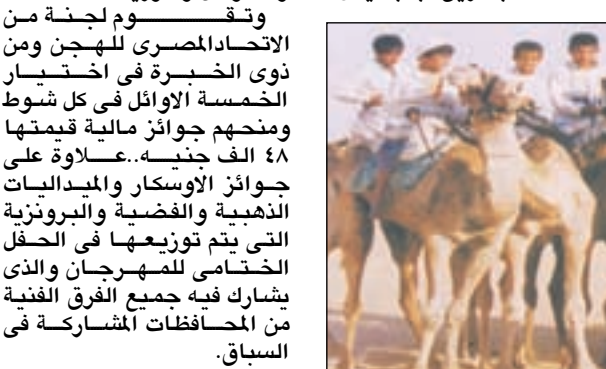 وتقوم لجنة من
الاتحادالمصرى للهجن ومن
ذوى الخبرة فى اختيار
الخمسة الاوائل فى كل شوط
ومنحهم جوائز مالية قيمتها
٤٨ الف جنيه..علاوة على
جوائز الاوسكار والميداليات
الذهبية والفضية والبرونزية
التى يتم توزيعها فى الحفل
الختامى للمهرجان والذى
يشارك فيه جميع الفرق الفنية
من المحافظات المشاركة فى
السباق.